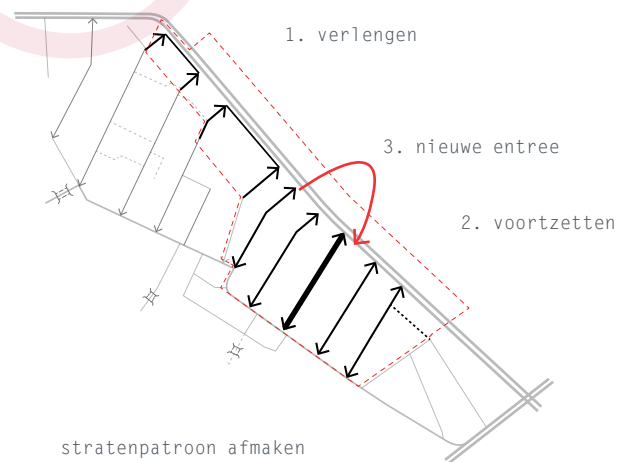 1. verlengen
3. nieuwe entree
2. voortzetten
stratenpatroon afmaken